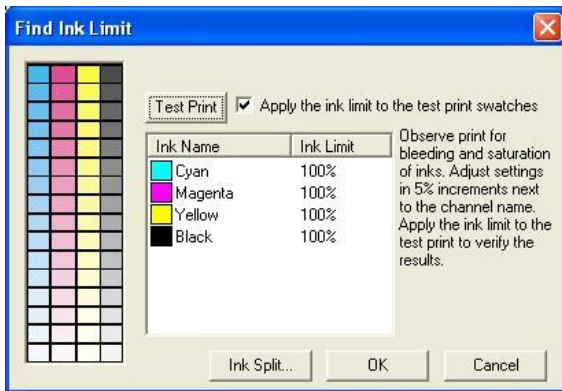 Find Ink Limit
Test Print
Apply the ink limit to the test print swatches
Ink Name Ink Limit
Cyan 100%
Magenta 100%
Yellow 100%
Black 100%
Observe print for
bleeding and saturation
of inks. Adjust settings
in 5% increments next
to the channel name.
Apply the ink limit to the
test print to verify the
results.
Ink Split... OK Cancel